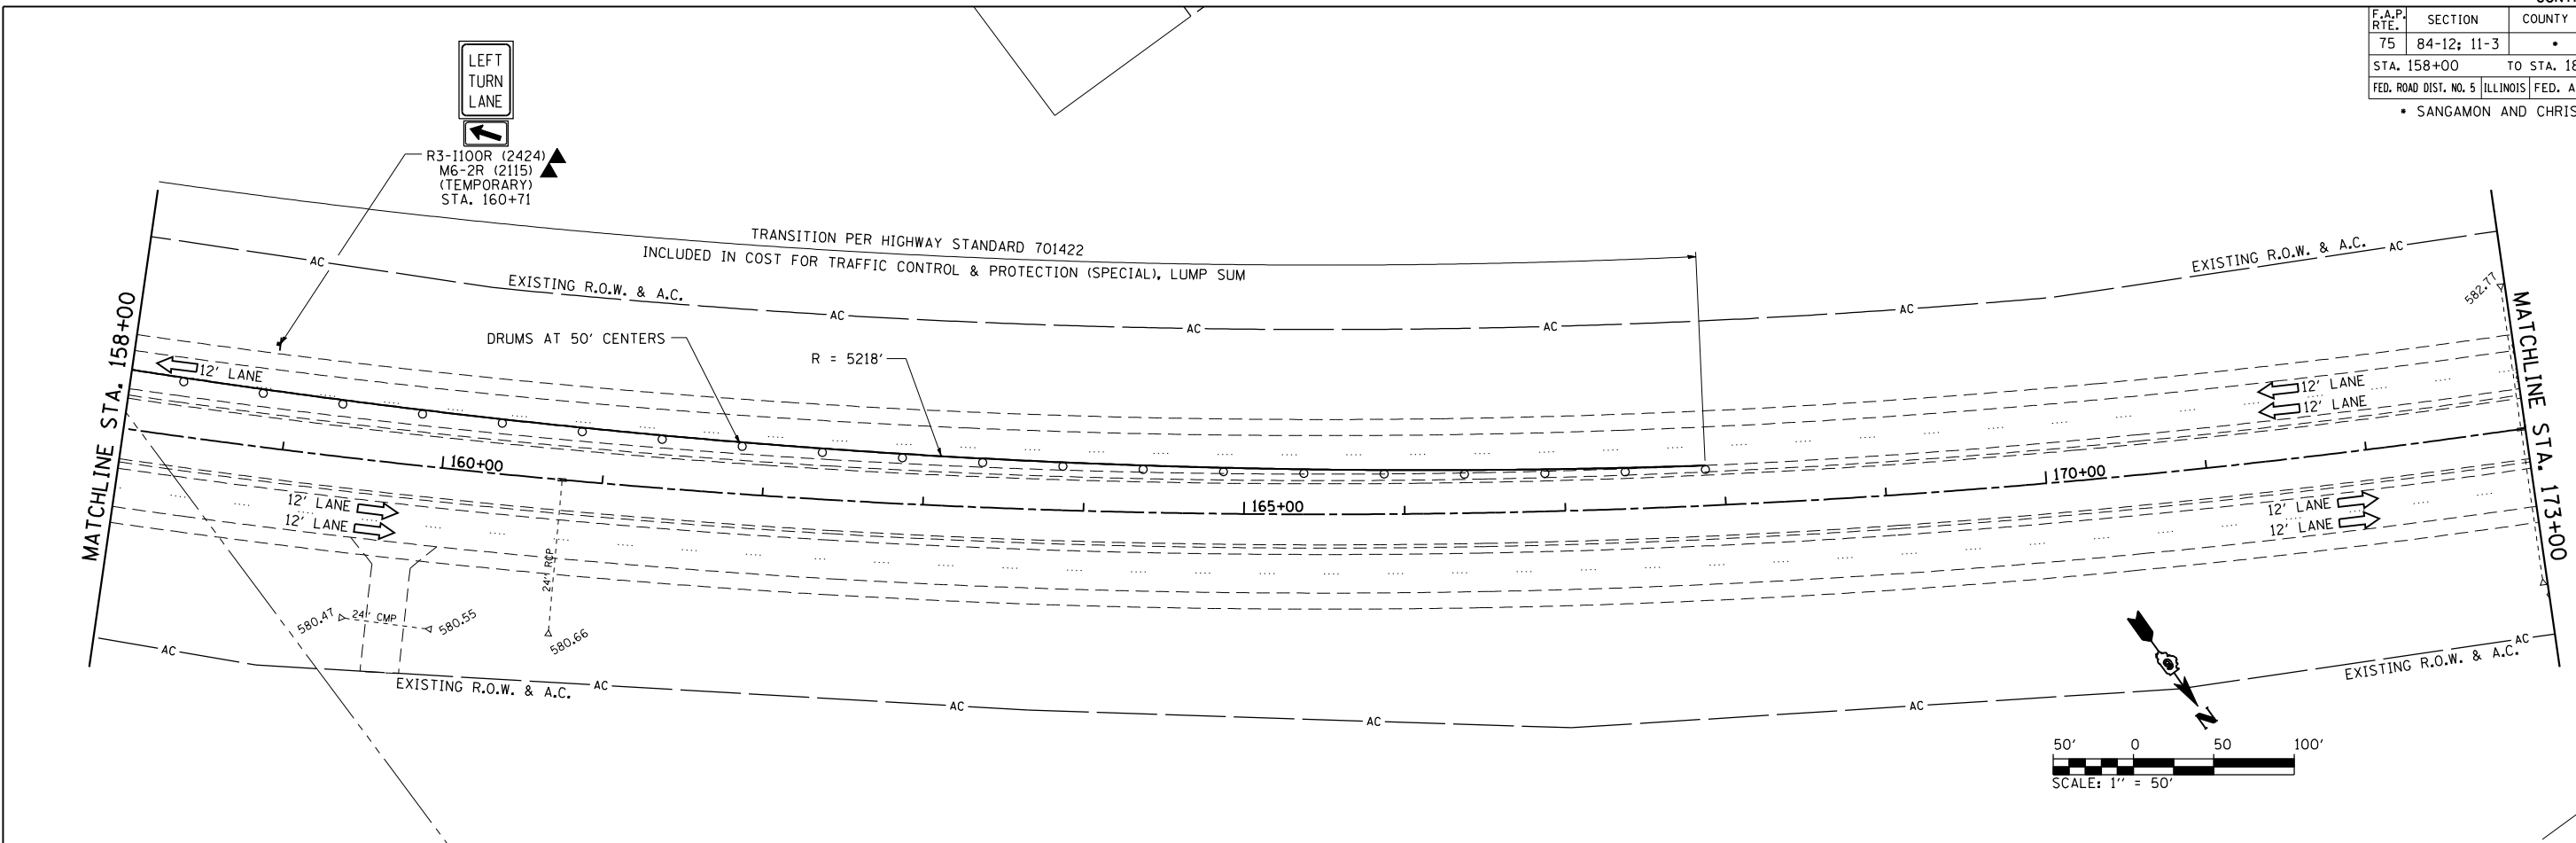 F.A.P. RTE. SECTION COUNTY
75 84-12; 11-3 *
STA. 158+00 TO STA. 18
FED. ROAD DIST. NO. 5 ILLINOIS FED. A
* SANGAMON AND CHRIS
LEFT
TURN
LANE
R3-I100R (2424)
M6-2R (2115)
(TEMPORARY)
STA. 160+71
TRANSITION PER HIGHWAY STANDARD 701422
INCLUDED IN COST FOR TRAFFIC CONTROL & PROTECTION (SPECIAL), LUMP SUM
AC
EXISTING R.O.W. & A.C.
AC
AC
AC
AC
EXISTING R.O.W. & A.C.
AC
582.77
MATCHLINE STA. 158+00
MATCHLINE STA. 173+00
DRUMS AT 50' CENTERS
R = 5218'
12' LANE
12' LANE
12' LANE
160+00
165+00
170+00
12' LANE
12' LANE
12' LANE
12' LANE
24" RCP
580.47
24" CMP
580.55
580.66
AC
EXISTING R.O.W. & A.C.
AC
AC
AC
AC
EXISTING R.O.W. & A.C.
AC
N
50' 0 50 100'
SCALE: 1" = 50'